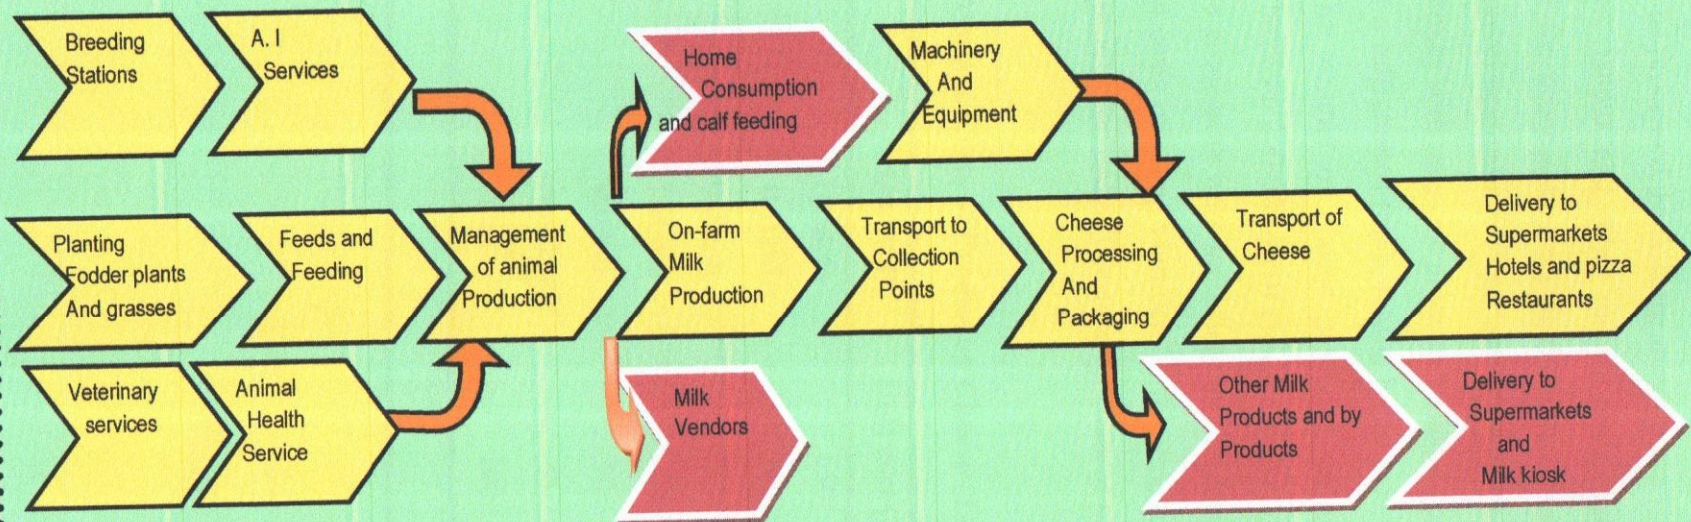 Breeding
Stations
A. I
Services
Home
Consumption
and calf feeding
Machinery
And
Equipment
Planting
Fodder plants
And grasses
Feeds and
Feeding
Management
of animal
Production
On-farm
Milk
Production
Transport to
Collection
Points
Cheese
Processing
And
Packaging
Transport of
Cheese
Delivery to
Supermarkets
Hotels and pizza
Restaurants
Veterinary
services
Animal
Health
Service
Milk
Vendors
Other Milk
Products and by
Products
Delivery to
Supermarkets
and
Milk kiosk